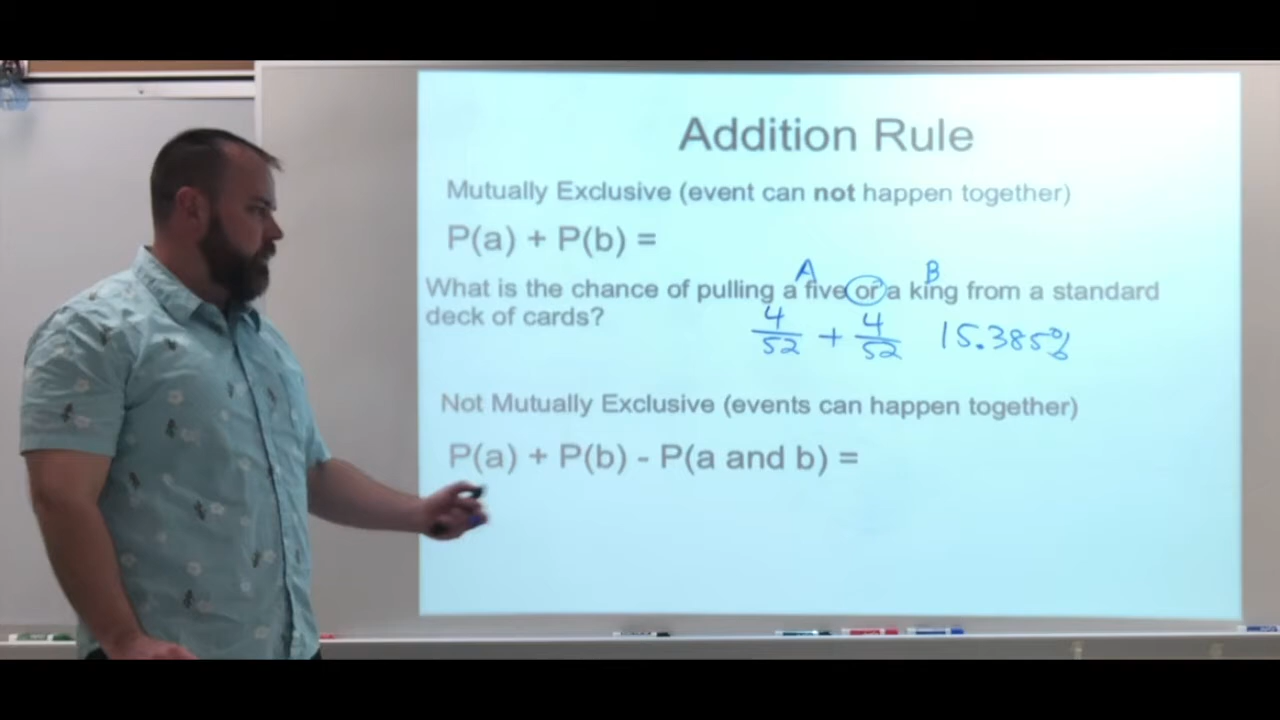 Addition Rule
Mutually Exclusive (event can not happen together)
P(a) + P(b) =
A B
What is the chance of pulling a five or a king from a standard
deck of cards?
4/52 + 4/52 15.385%
Not Mutually Exclusive (events can happen together)
P(a) + P(b) - P(a and b) =